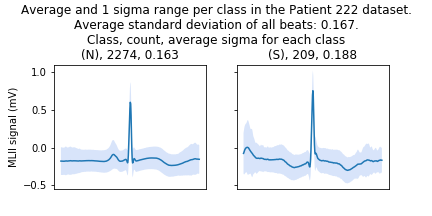 Average and 1 sigma range per class in the Patient 222 dataset.
Average standard deviation of all beats: 0.167.
Class, count, average sigma for each class
(N), 2274, 0.163
(S), 209, 0.188
MLII signal (mV)
1.0
0.5
0.0
−0.5